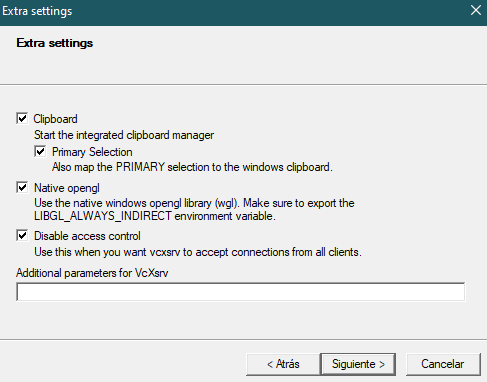 Extra settings
Extra settings
Clipboard
Start the integrated clipboard manager
Primary Selection
Also map the PRIMARY selection to the windows clipboard.
Native opengl
Use the native windows opengl library (wgl). Make sure to export the
LIBGL_ALWAYS_INDIRECT environment variable.
Disable access control
Use this when you want vcxsrv to accept connections from all clients.
Additional parameters for VcXsrv
< Atrás Siguiente > Cancelar